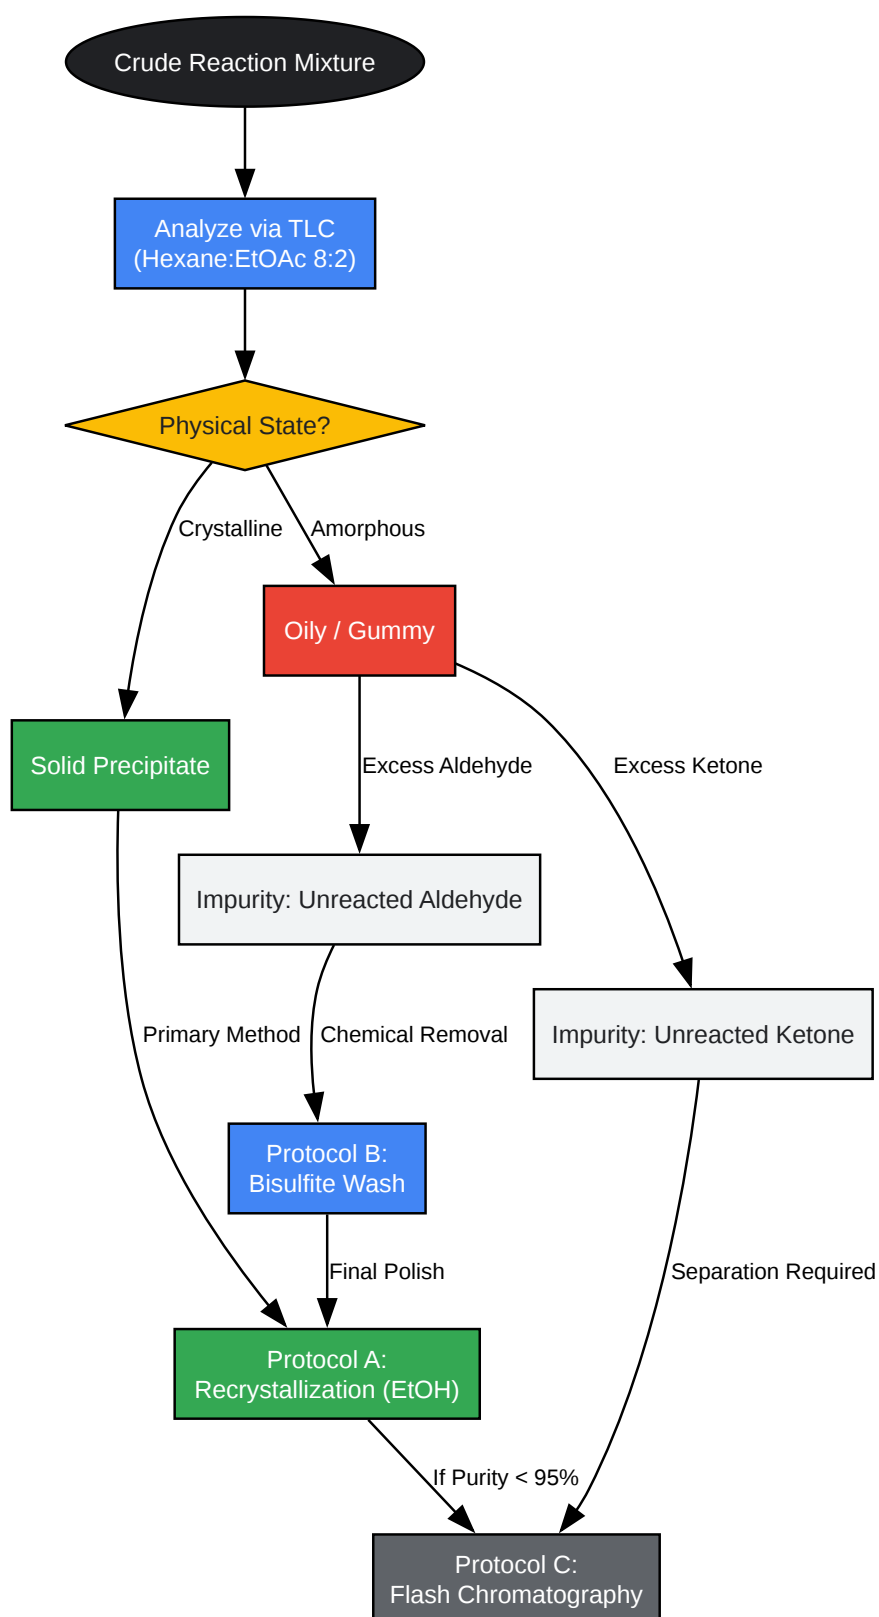 Crude Reaction Mixture
Analyze via TLC
(Hexane:EtOAc 8:2)
Physical State?
Crystalline
Amorphous
Oily / Gummy
Solid Precipitate
Excess Aldehyde
Excess Ketone
Impurity: Unreacted Aldehyde
Impurity: Unreacted Ketone
Primary Method
Chemical Removal
Protocol B:
Bisulfite Wash
Final Polish
Separation Required
Protocol A:
Recrystallization (EtOH)
If Purity < 95%
Protocol C:
Flash Chromatography